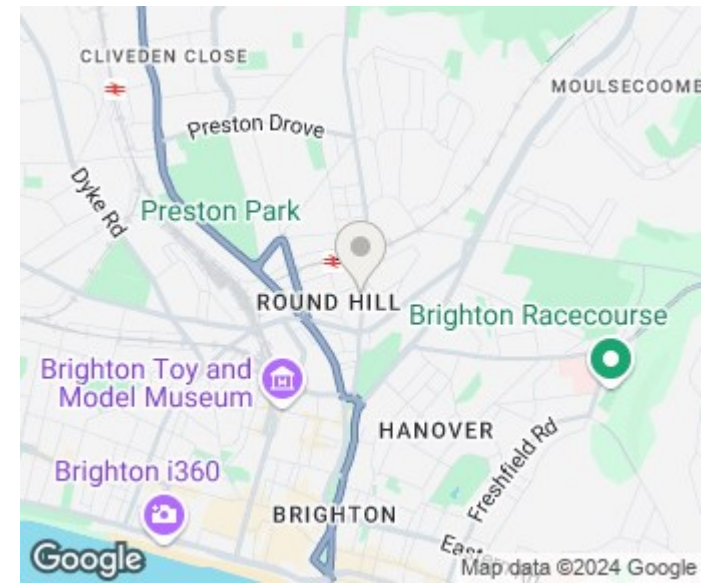 CLIVEDEN CLOSE
MOULSECOOMB
Preston Drove
Dyke Rd
Preston Park
ROUND HILL
Brighton Racecourse
Brighton Toy and
Model Museum
HANOVER
Freshfield Rd
Brighton i360
BRIGHTON
Google
Map data ©2024 Google